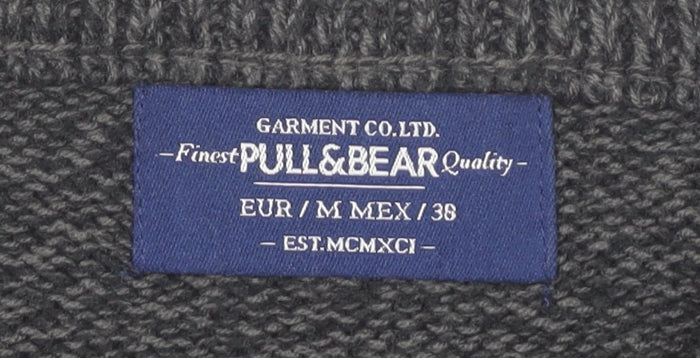 GARMENT CO.LTD.
–Finest PULL&BEAR Quality–
EUR / M MEX / 38
– EST.MCMXCI –